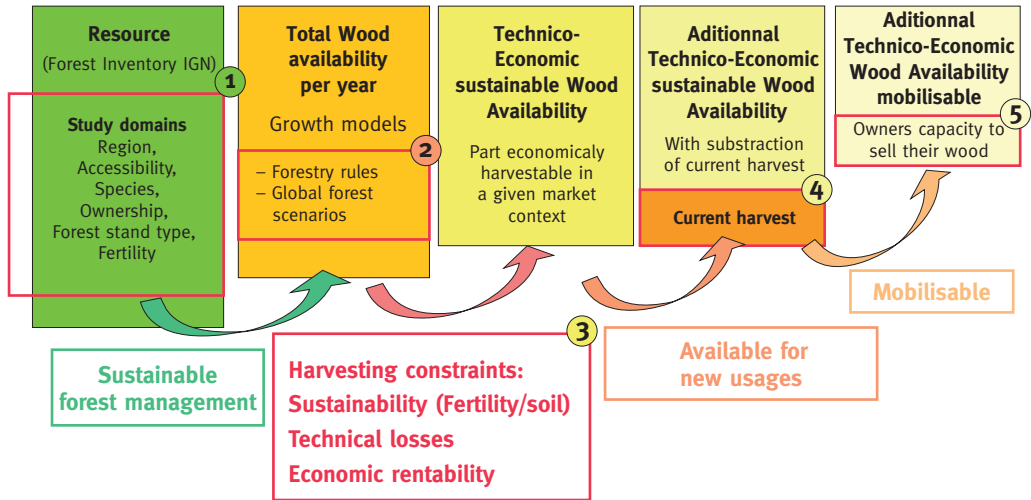 Resource
(Forest Inventory IGN)
1
Study domains
Region,
Accessibility,
Species,
Ownership,
Forest stand type,
Fertility
Total Wood
availability
per year
Growth models
2
– Forestry rules
– Global forest
scenarios
Technico-
Economic
sustainable Wood
Availability
Part economicaly
harvestable in
a given market
context
Aditionnal
Technico-Economic
sustainable Wood
Availability
With substraction
of current harvest
4
Current harvest
Aditionnal
Technico-Economic
Wood Availability
mobilisable
5
Owners capacity to
sell their wood
Sustainable
forest management
3
Harvesting constraints:
Sustainability (Fertility/soil)
Technical losses
Economic rentability
Available for
new usages
Mobilisable